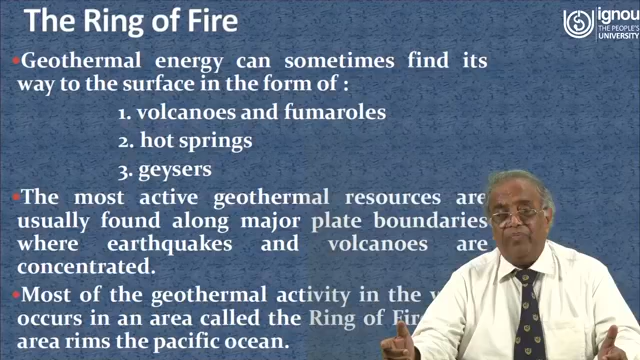 The Ring of Fire
ignou
THE PEOPLE'S
UNIVERSITY
•Geothermal energy can sometimes find its
way to the surface in the form of :
1. volcanoes and fumaroles
2. hot springs
3. geysers
•The most active geothermal resources are
usually found along major plate boundaries
where earthquakes and volcanoes are
concentrated.
•Most of the geothermal activity in the
occurs in an area called the Ring of Fire
area rims the pacific ocean.